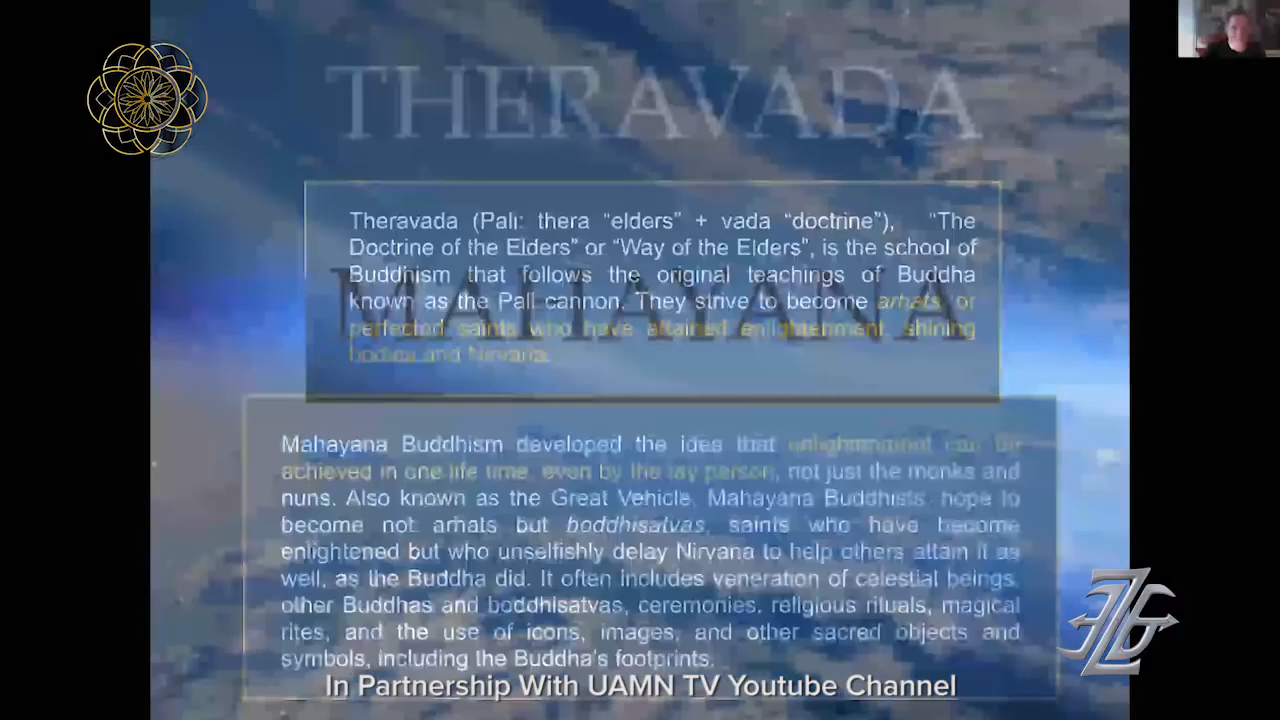 THERAVADA
Theravada (Pali: thera “elders” + vada “doctrine”), “The
Doctrine of the Elders” or “Way of the Elders”, is the school of
Buddhism that follows the original teachings of Buddha
known as the Pali cannon. They strive to become arhats, or
perfected saints who have attained enlightenment, shining
bodies and Nirvana.
MAHAYANA
Mahayana Buddhism developed the idea that enlightenment can be
achieved in one life time, even by the lay person, not just the monks and
nuns. Also known as the Great Vehicle, Mahayana Buddhists hope to
become not arhats but boddhisatvas, saints who have become
enlightened but who unselfishly delay Nirvana to help others attain it as
well, as the Buddha did. It often includes veneration of celestial beings,
other Buddhas and boddhisatvas, ceremonies, religious rituals, magical
rites, and the use of icons, images, and other sacred objects and
symbols, including the Buddha's footprints.
In Partnership With UAMN TV Youtube Channel